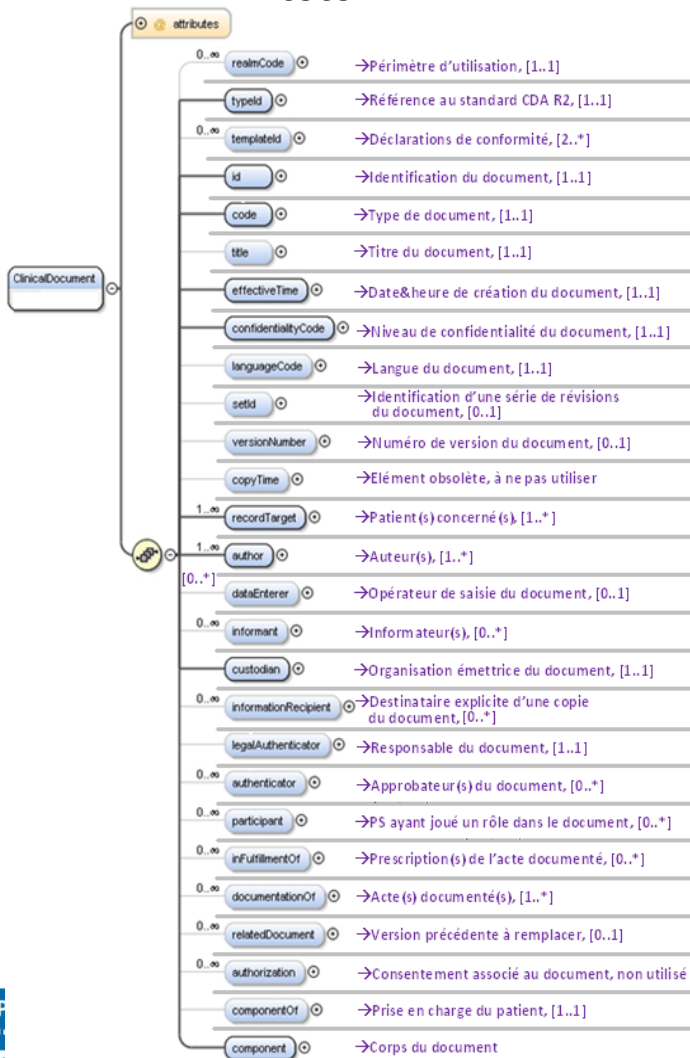 @ attributes
0..∞ realmCode →Périmètre d'utilisation, [1..1]
typeId →Référence au standard CDA R2, [1..1]
0..∞ templateId →Déclarations de conformité, [2..*]
id →Identification du document, [1..1]
code →Type de document, [1..1]
title →Titre du document, [1..1]
ClinicalDocument
effectiveTime →Date&heure de création du document, [1..1]
confidentialityCode →Niveau de confidentialité du document, [1..1]
languageCode →Langue du document, [1..1]
setId →Identification d'une série de révisions
du document, [0..1]
versionNumber →Numéro de version du document, [0..1]
copyTime →Elément obsolète, à ne pas utiliser
1..∞ recordTarget →Patient(s) concerné(s), [1..*]
1..∞ author →Auteur(s), [1..*]
[0..*]
dataEnterer →Opérateur de saisie du document, [0..1]
0..∞ informant →Informateur(s), [0..*]
custodian →Organisation émettrice du document, [1..1]
0..∞ informationRecipient →Destinataire explicite d'une copie
du document, [0..*]
legalAuthenticator →Responsable du document, [1..1]
0..∞ authenticator →Approbateur(s) du document, [0..*]
0..∞ participant →PS ayant joué un rôle dans le document, [0..*]
0..∞ inFulfillmentOf →Prescription(s) de l'acte documenté, [0..*]
0..∞ documentationOf →Acte(s) documenté(s), [1..*]
0..∞ relatedDocument →Version précédente à remplacer, [0..1]
0..∞ authorization →Consentement associé au document, non utilisé
componentOf →Prise en charge du patient, [1..1]
component →Corps du document